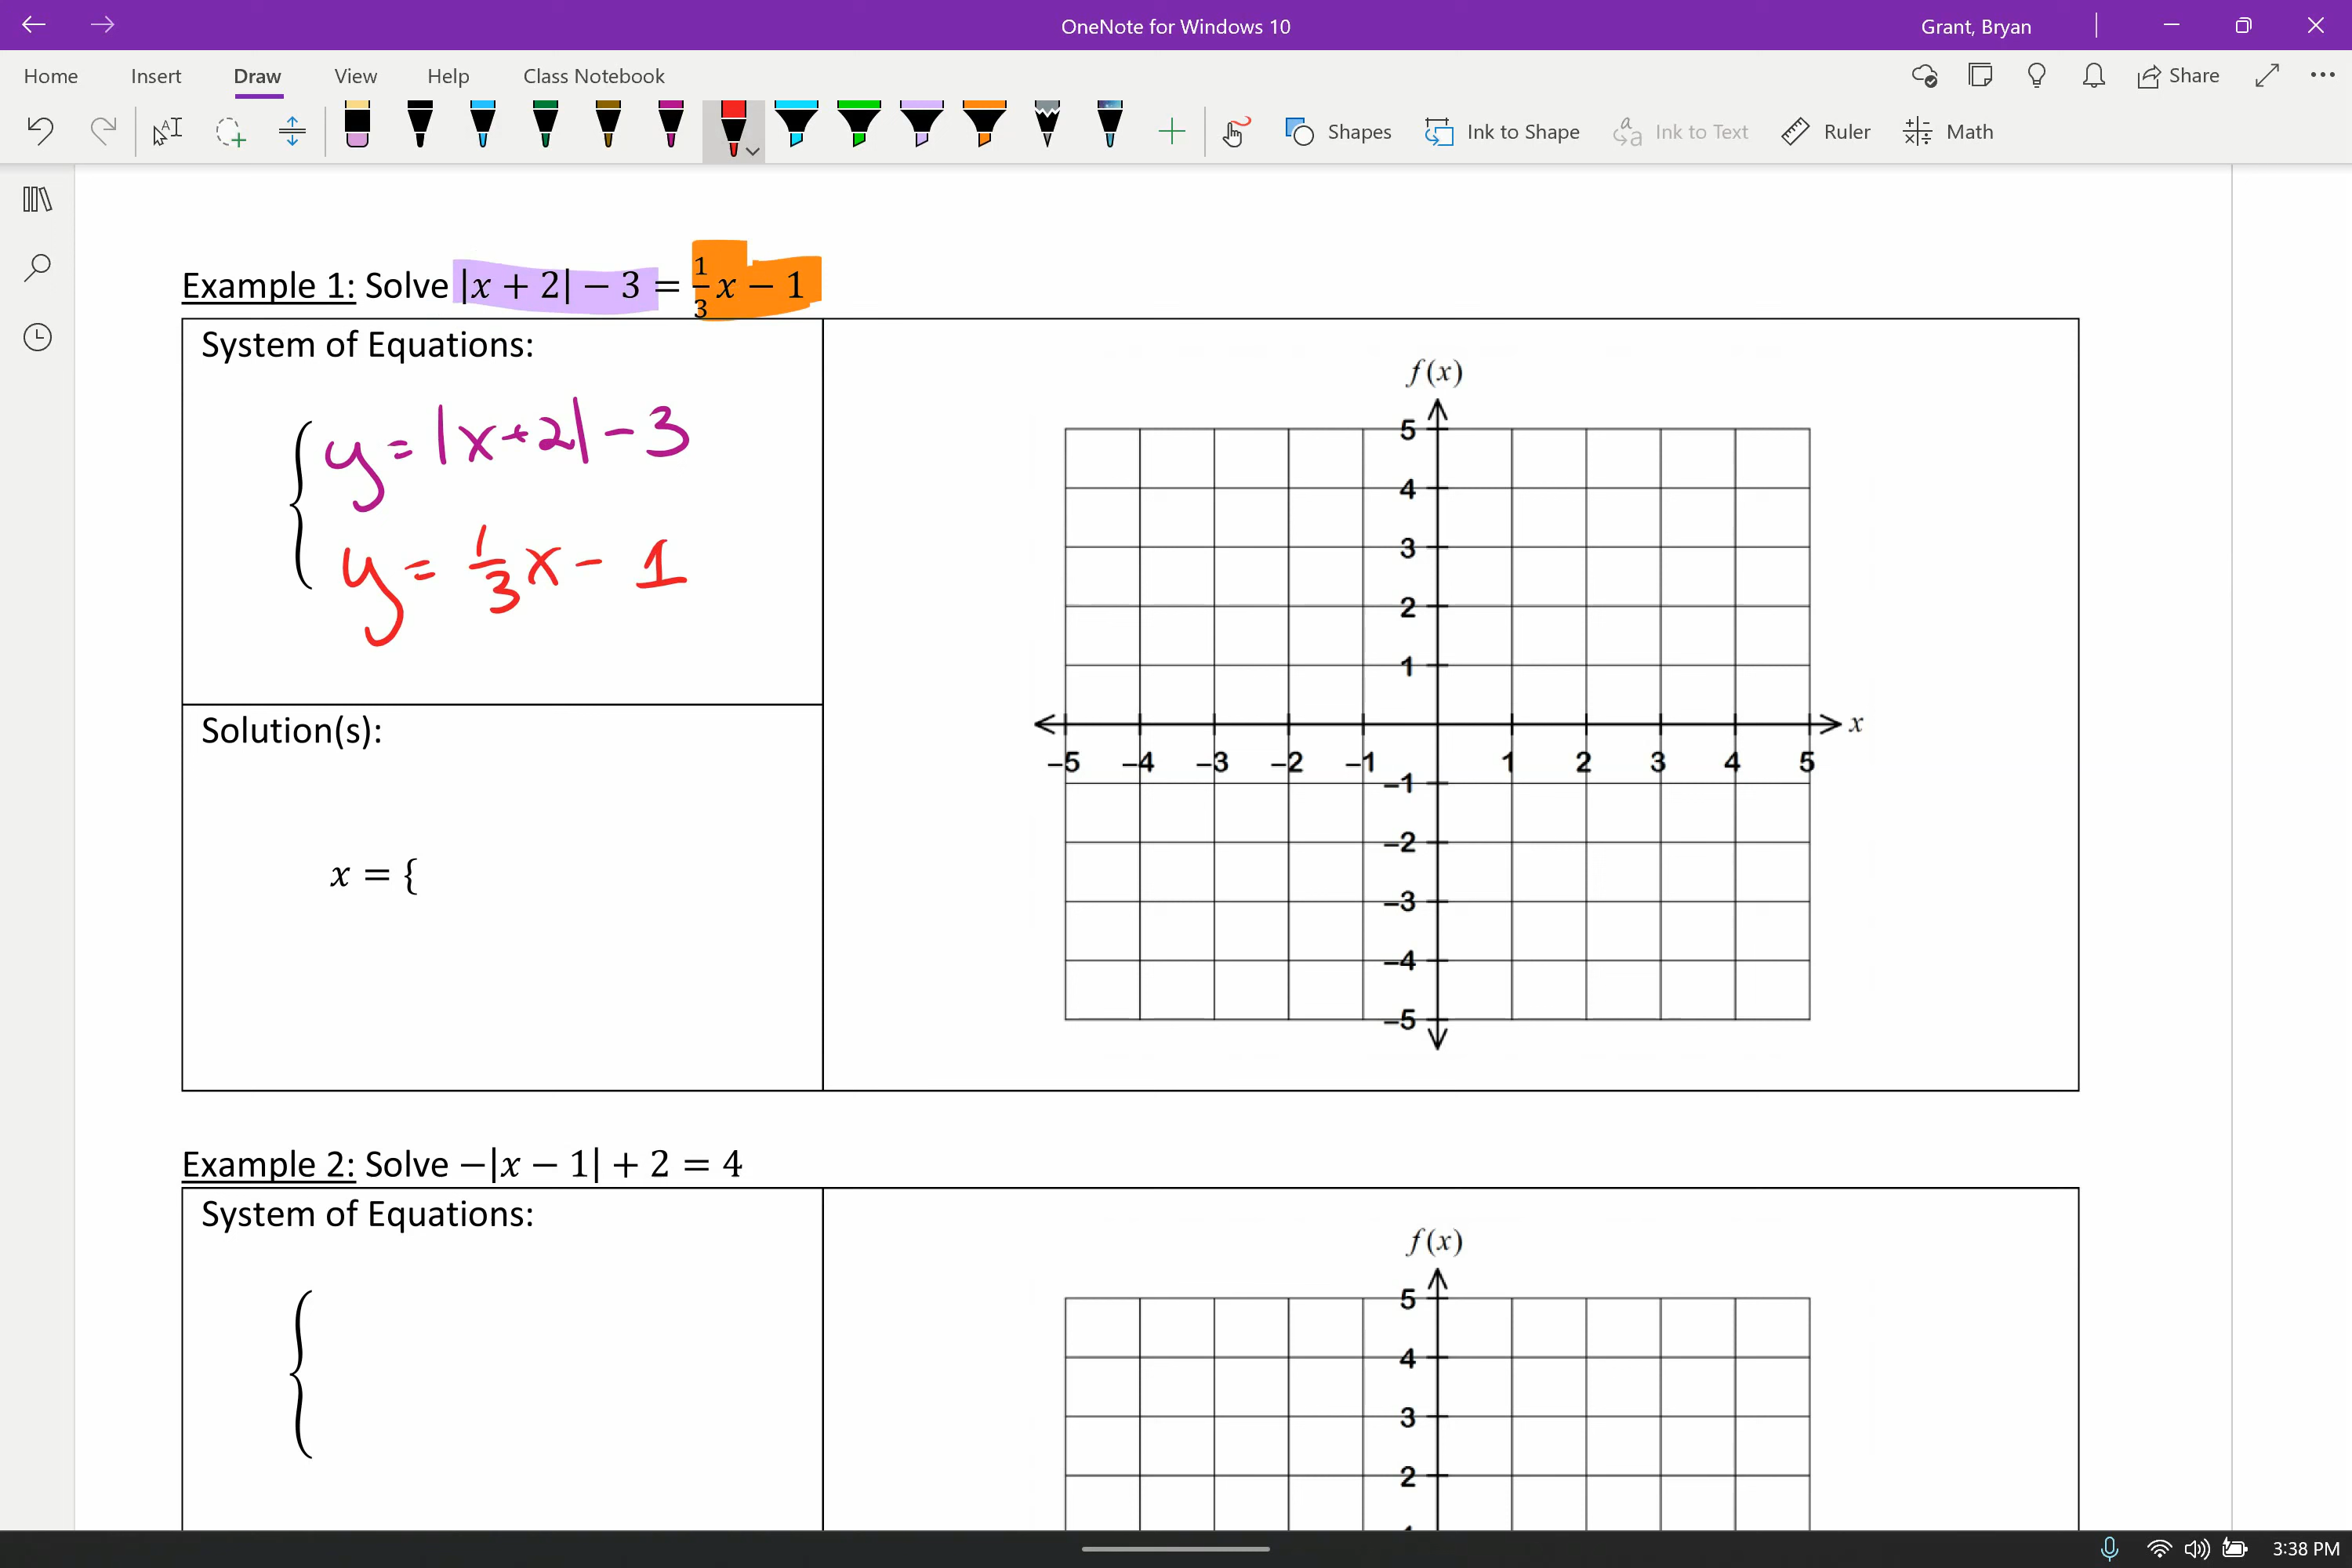 OneNote for Windows 10
Grant, Bryan
Home Insert Draw View Help Class Notebook
Share
Shapes Ink to Shape Ink to Text Ruler Math
Example 1: Solve |x + 2| − 3 = 1/3 x − 1
System of Equations:
y = |x+2| − 3
y = 1/3 x − 1
Solution(s):
x = {
f(x)
5
4
3
2
1
x
−5 −4 −3 −2 −1 1 2 3 4 5
−1
−2
−3
−4
−5
Example 2: Solve −|x − 1| + 2 = 4
System of Equations:
{
f(x)
5
4
3
2
3:38 PM